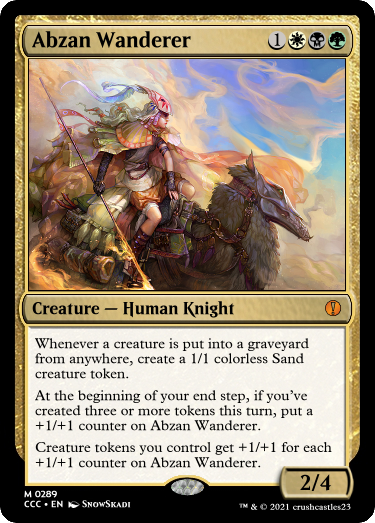 Abzan Wanderer 1
Creature — Human Knight
Whenever a creature is put into a graveyard
from anywhere, create a 1/1 colorless Sand
creature token.
At the beginning of your end step, if you've
created three or more tokens this turn, put a
+1/+1 counter on Abzan Wanderer.
Creature tokens you control get +1/+1 for each
+1/+1 counter on Abzan Wanderer.
2/4
M 0289
CCC • EN SnowSkadi
™ & © 2021 crushcastles23